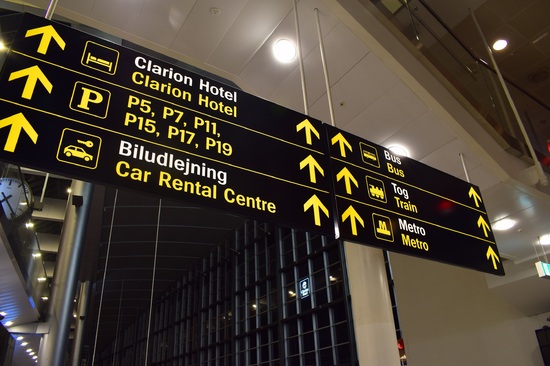 Clarion Hotel
Clarion Hotel
P
P5, P7, P11,
P15, P17, P19
Biludlejning
Car Rental Centre
Bus
Bus
Tog
Train
Metro
Metro